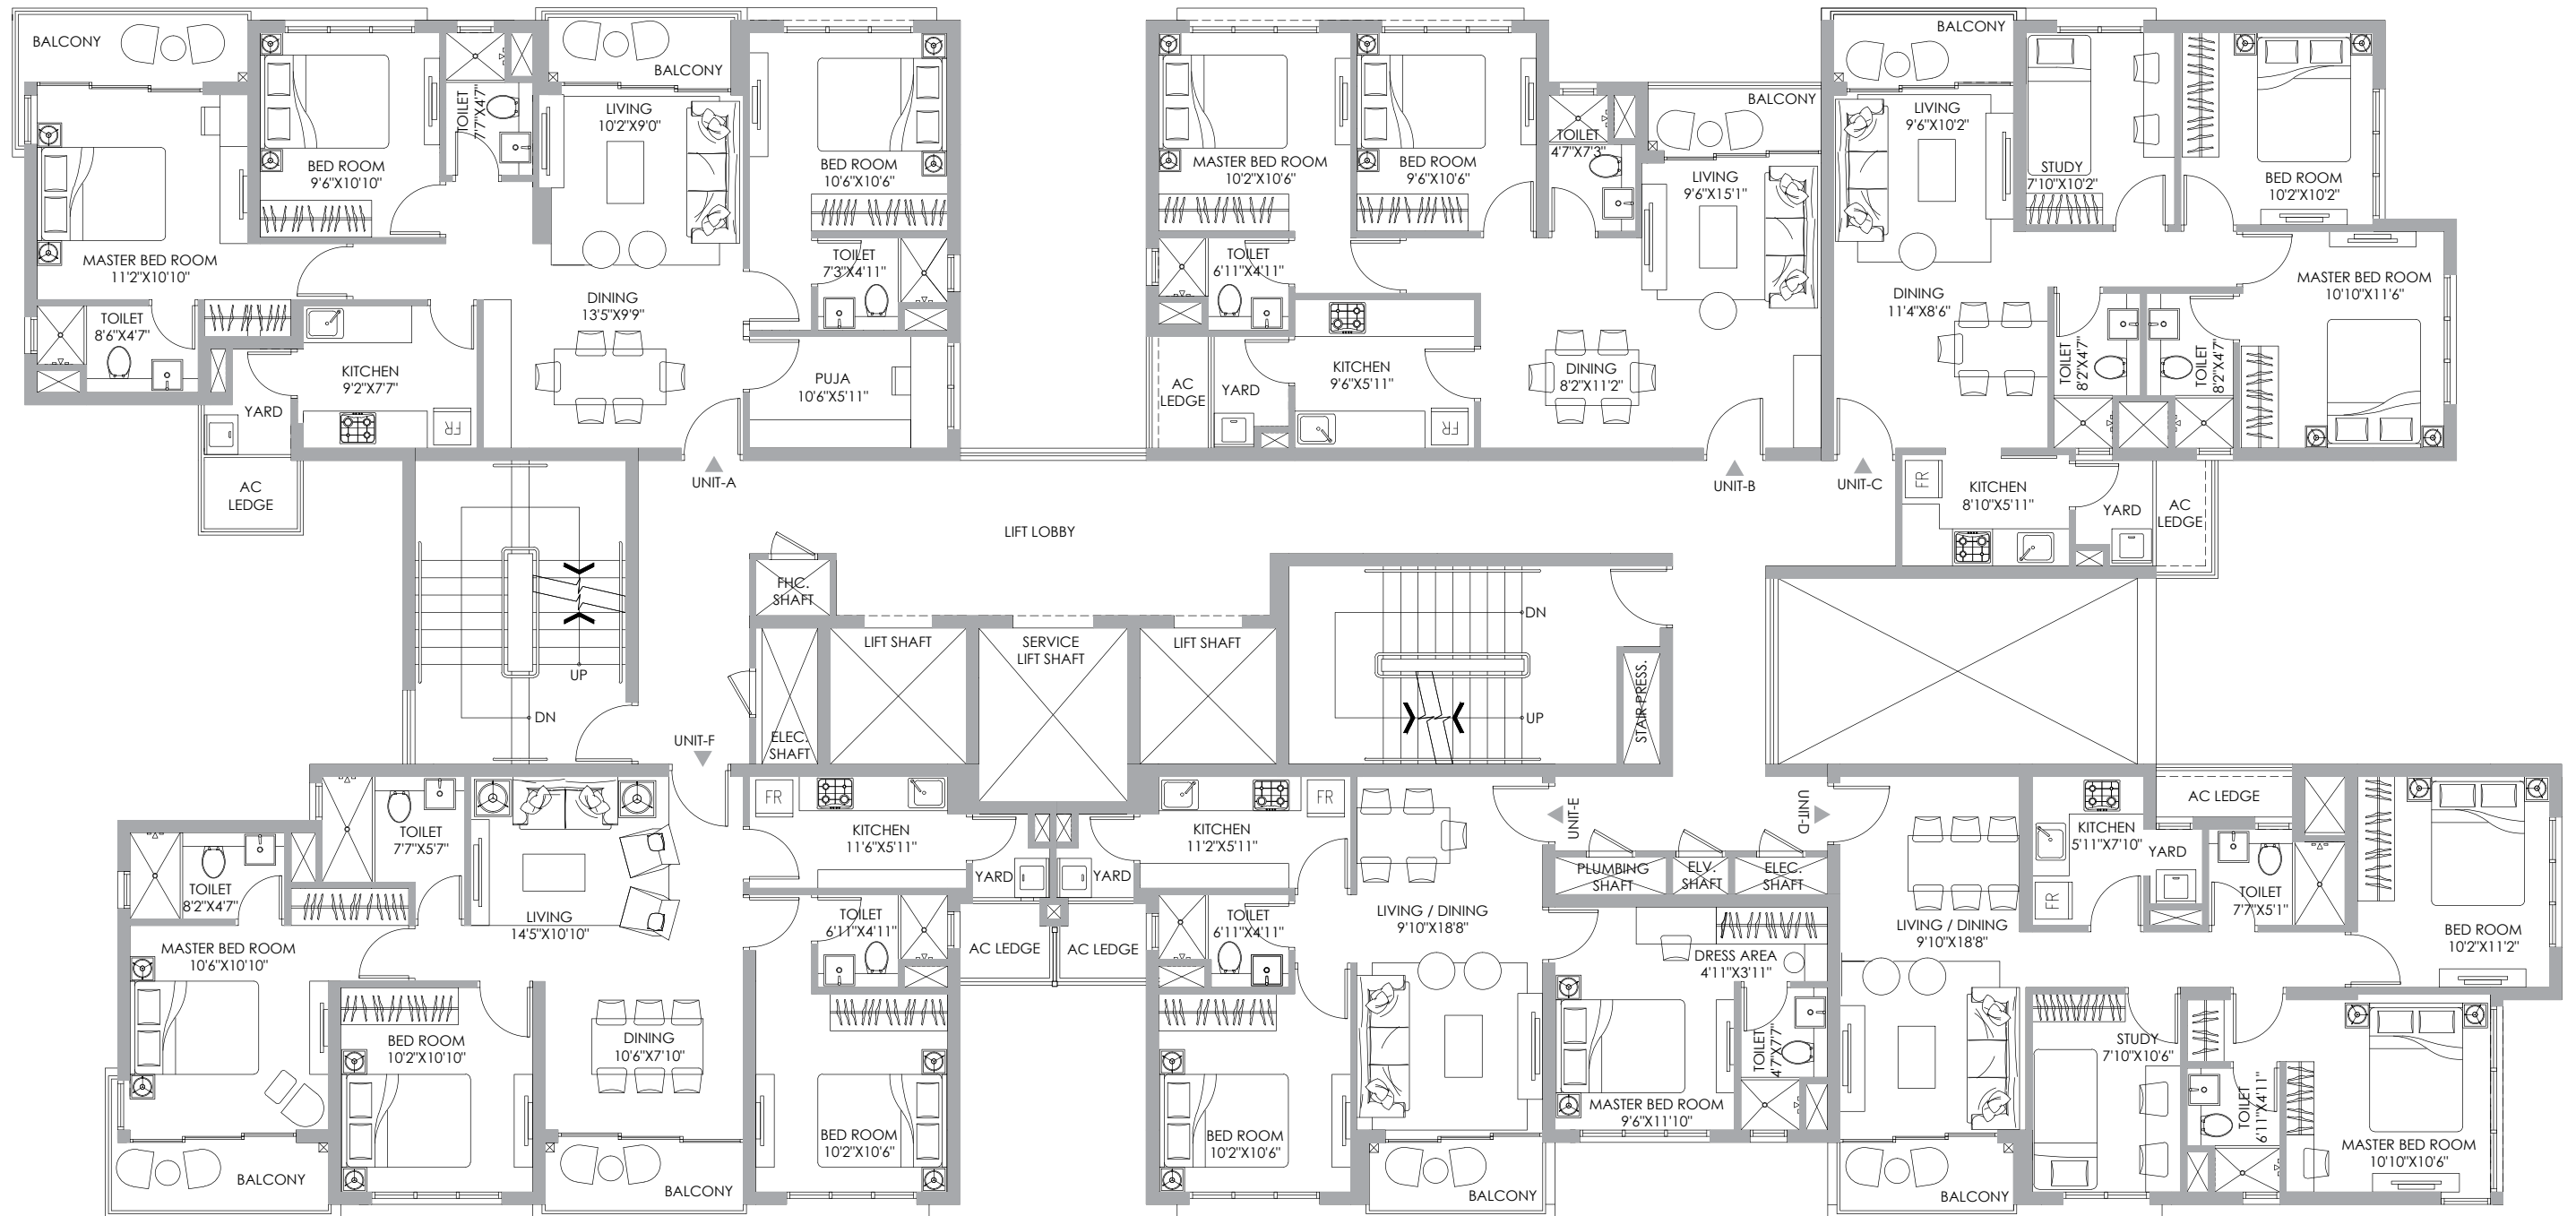 BALCONY
BED ROOM
9'6"X10'10"
TOILET
7'7"X4'7"
BALCONY
LIVING
10'2"X9'0"
BED ROOM
10'6"X10'6"
MASTER BED ROOM
11'2"X10'10"
TOILET
8'6"X4'7"
KITCHEN
9'2"X7'7"
FR
YARD
AC
LEDGE
DINING
13'5"X9'9"
TOILET
7'3"X4'11"
PUJA
10'6"X5'11"
UNIT-A
MASTER BED ROOM
10'2"X10'6"
BED ROOM
9'6"X10'6"
TOILET
4'7"X7'3"
BALCONY
LIVING
9'6"X15'1"
TOILET
6'11"X4'11"
AC
LEDGE
YARD
KITCHEN
9'6"X5'11"
FR
DINING
8'2"X11'2"
UNIT-B
BALCONY
LIVING
9'6"X10'2"
STUDY
7'10"X10'2"
BED ROOM
10'2"X10'2"
MASTER BED ROOM
10'10"X11'6"
DINING
11'4"X8'6"
TOILET
8'2"X4'7"
TOILET
8'2"X4'7"
UNIT-C
FR
KITCHEN
8'10"X5'11"
YARD
AC
LEDGE
LIFT LOBBY
FHC.
SHAFT
ELEC.
SHAFT
LIFT SHAFT
SERVICE
LIFT SHAFT
LIFT SHAFT
DN
UP
STAIR PRESS.
UP
DN
UNIT-F
TOILET
7'7"X5'7"
TOILET
8'2"X4'7"
LIVING
14'5"X10'10"
MASTER BED ROOM
10'6"X10'10"
BED ROOM
10'2"X10'10"
DINING
10'6"X7'10"
BALCONY
BALCONY
FR
KITCHEN
11'6"X5'11"
YARD
TOILET
6'11"X4'11"
AC LEDGE
BED ROOM
10'2"X10'6"
FR
KITCHEN
11'2"X5'11"
YARD
AC LEDGE
TOILET
6'11"X4'11"
BED ROOM
10'2"X10'6"
LIVING / DINING
9'10"X18'8"
BALCONY
UNIT-E
UNIT-D
PLUMBING
SHAFT
ELV.
SHAFT
ELEC.
SHAFT
DRESS AREA
4'11"X3'11"
TOILET
4'7"X7'7"
MASTER BED ROOM
9'6"X11'10"
LIVING / DINING
9'10"X18'8"
BALCONY
KITCHEN
5'11"X7'10"
FR
YARD
AC LEDGE
TOILET
7'7"X5'1"
BED ROOM
10'2"X11'2"
STUDY
7'10"X10'6"
TOILET
6'11"X4'11"
MASTER BED ROOM
10'10"X10'6"